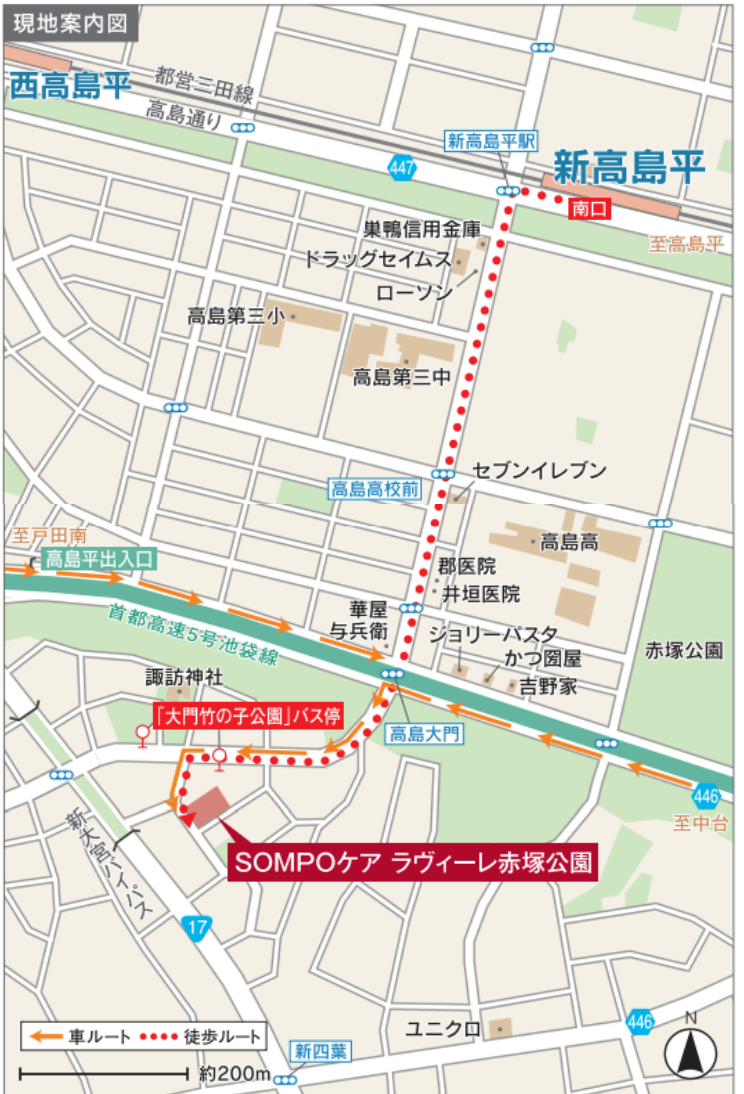 現地案内図
西高島平
都営三田線
高島通り
新高島平駅
447
新高島平
南口
至高島平
巣鴨信用金庫
ドラッグセイムス
ローソン
高島第三小
高島第三中
セブンイレブン
高島高校前
至戸田南
高島平出入口
高島高
郡医院
井垣医院
華屋
与兵衛
首都高速5号池袋線
ジョリーパスタ
かつ図屋
吉野家
赤塚公園
諏訪神社
「大門竹の子公園」バス停
高島大門
446
至中台
新大宮バイパス
SOMPOケア ラヴィーレ赤塚公園
17
ユニクロ
446
N
車ルート
徒歩ルート
新四葉
約200m